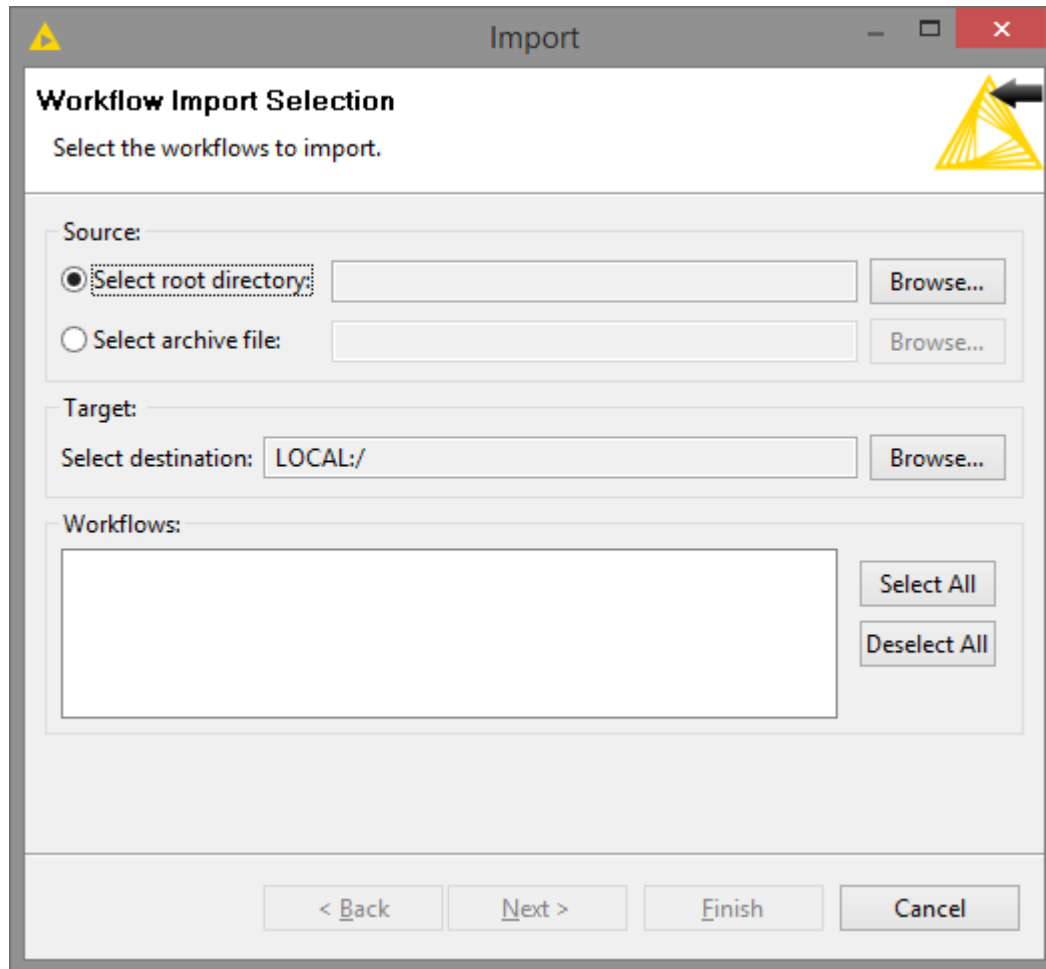 Import
Workflow Import Selection
Select the workflows to import.
Source:
Select root directory: Browse...
Select archive file: Browse...
Target:
Select destination: LOCAL:/ Browse...
Workflows:
Select All
Deselect All
< Back Next > Finish Cancel